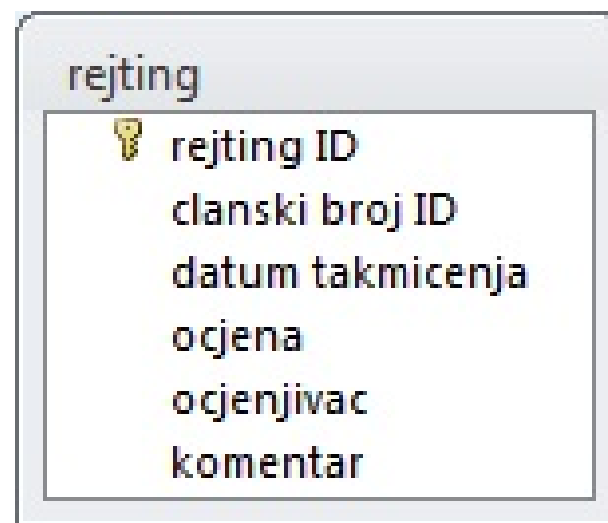 rejting
rejting ID
clanski broj ID
datum takmicenja
ocjena
ocjenjivac
komentar